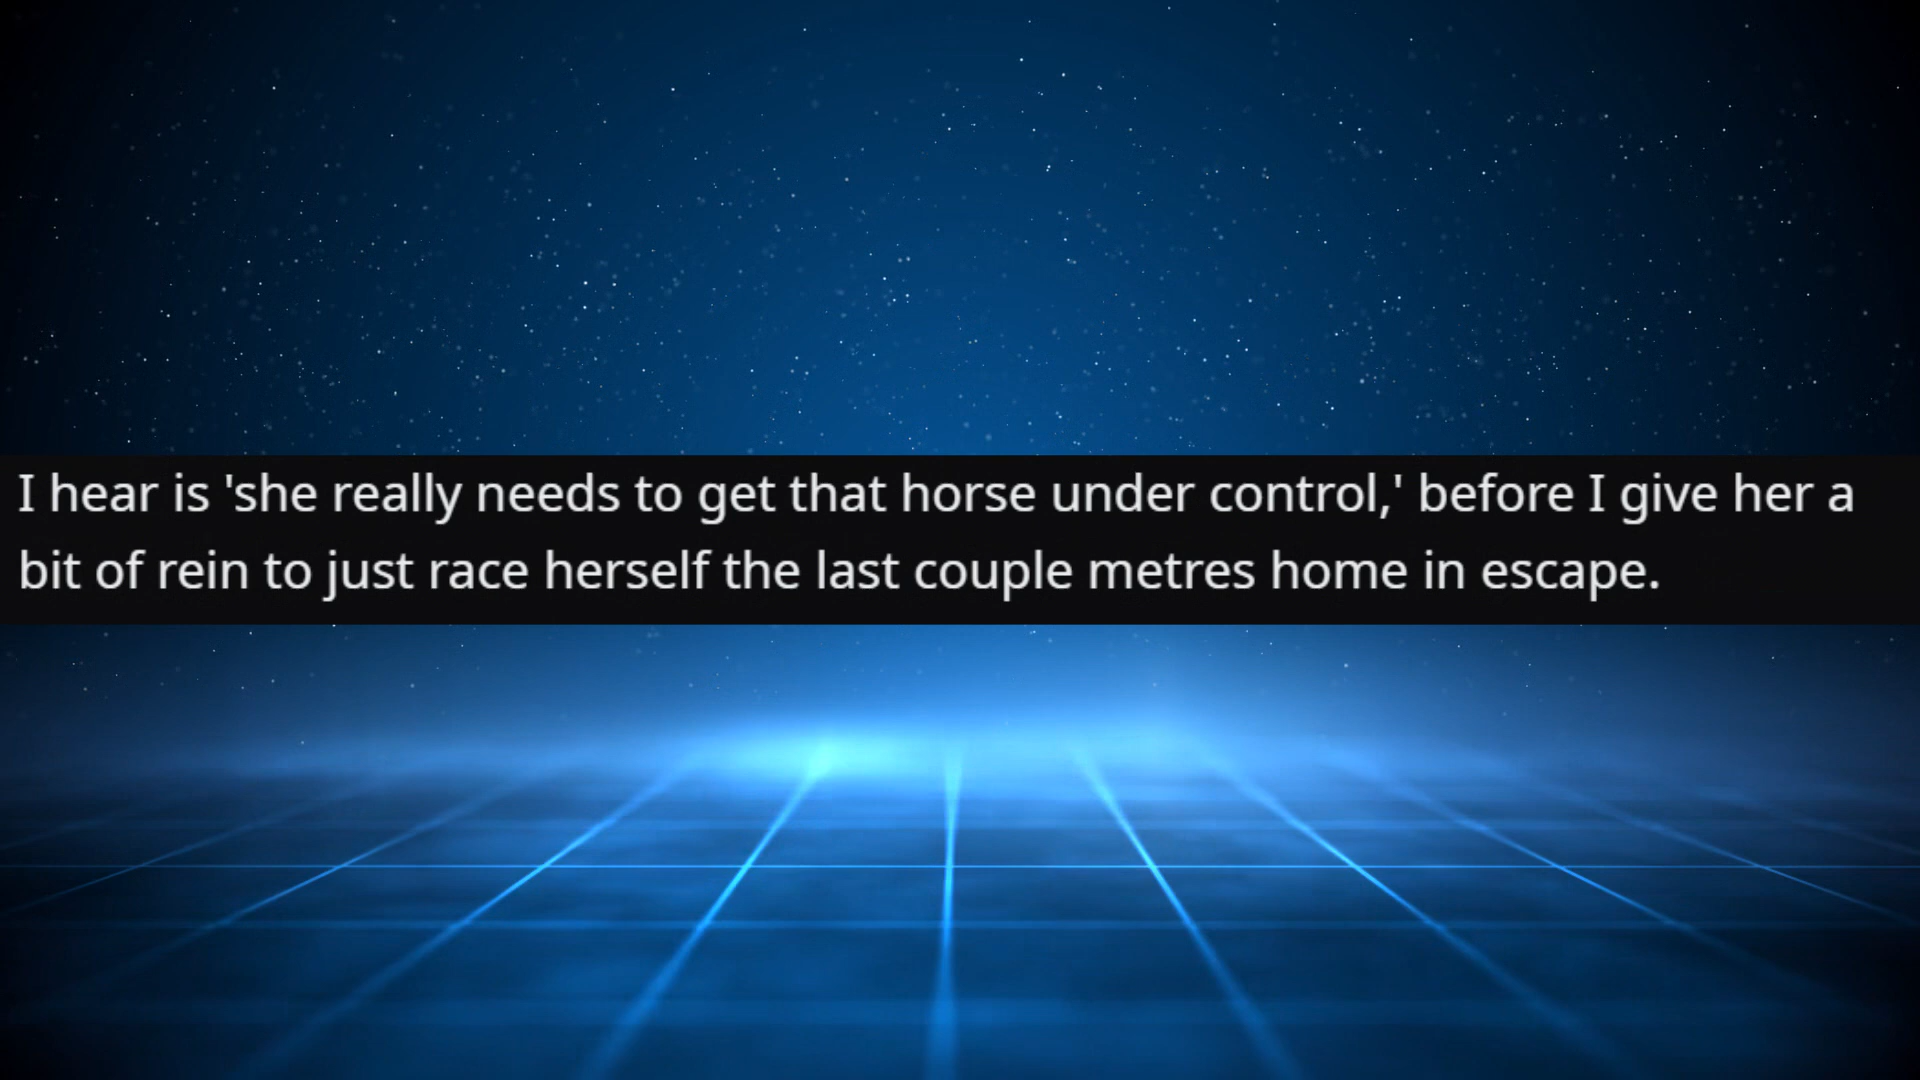 I hear is 'she really needs to get that horse under control,' before I give her a
bit of rein to just race herself the last couple metres home in escape.